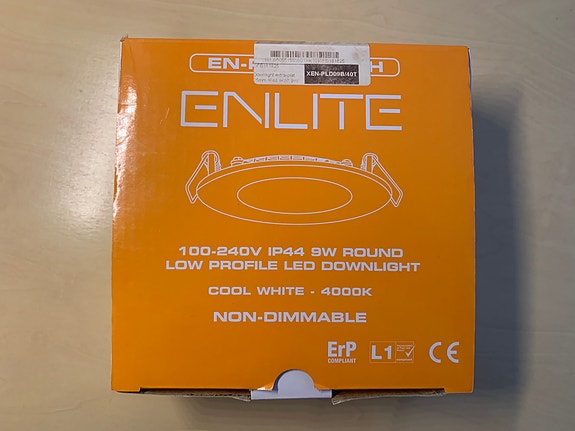 EN-
H
XEN-PLD09B/40T
ENLITE
100-240V IP44 9W ROUND
LOW PROFILE LED DOWNLIGHT
COOL WHITE - 4000K
NON-DIMMABLE
ErP
COMPLIANT
L1
CE